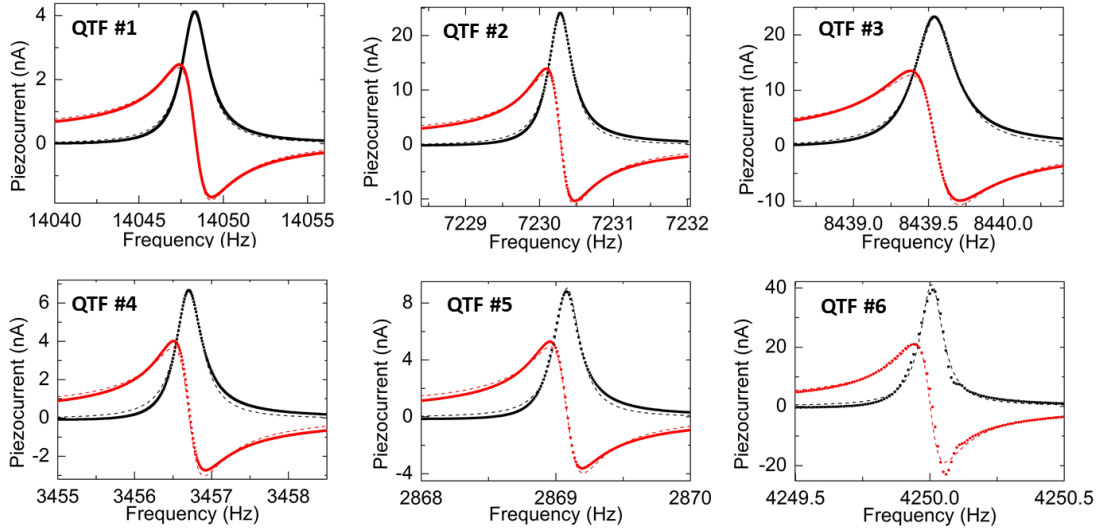 QTF #1
Piezocurrent (nA)
4
2
0
14040 14045 14050 14055
Frequency (Hz)
QTF #2
Piezocurrent (nA)
20
10
0
-10
7229 7230 7231 7232
Frequency (Hz)
QTF #3
Piezocurrent (nA)
20
10
0
-10
8439.0 8439.6 8440.0
Frequency (Hz)
QTF #4
Piezocurrent (nA)
6
4
2
0
-2
3455 3456 3457 3458
Frequency (Hz)
QTF #5
Piezocurrent (nA)
8
4
0
-4
2868 2869 2870
Frequency (Hz)
QTF #6
Piezocurrent (nA)
40
20
0
-20
4249.5 4250.0 4250.5
Frequency (Hz)